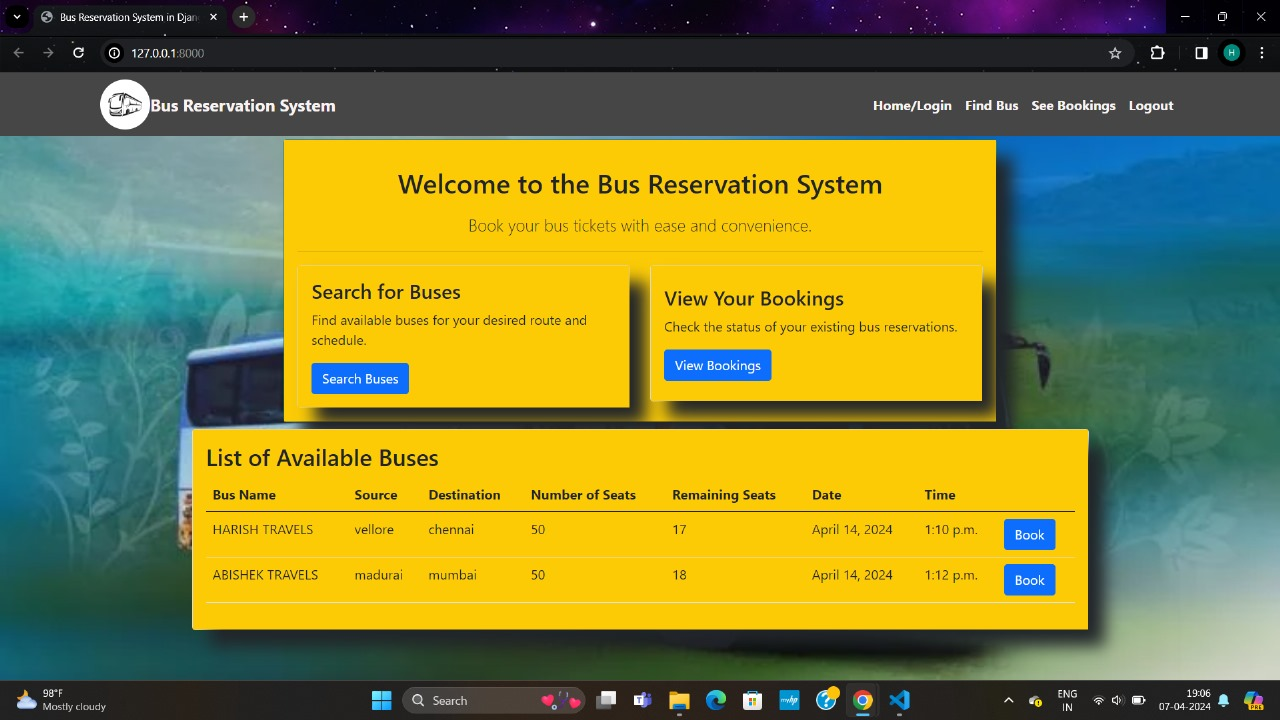 Bus Reservation System in Djan
127.0.0.1:8000
H
Bus Reservation System
Home/Login Find Bus See Bookings Logout
Welcome to the Bus Reservation System
Book your bus tickets with ease and convenience.
Search for Buses
Find available buses for your desired route and
schedule.
Search Buses
View Your Bookings
Check the status of your existing bus reservations.
View Bookings
List of Available Buses
Bus Name Source Destination Number of Seats Remaining Seats Date Time
HARISH TRAVELS vellore chennai 50 17 April 14, 2024 1:10 p.m. Book
ABISHEK TRAVELS madurai mumbai 50 18 April 14, 2024 1:12 p.m. Book
98°F
Mostly cloudy
Search
myhp
ENG
IN
19:06
07-04-2024
PRE